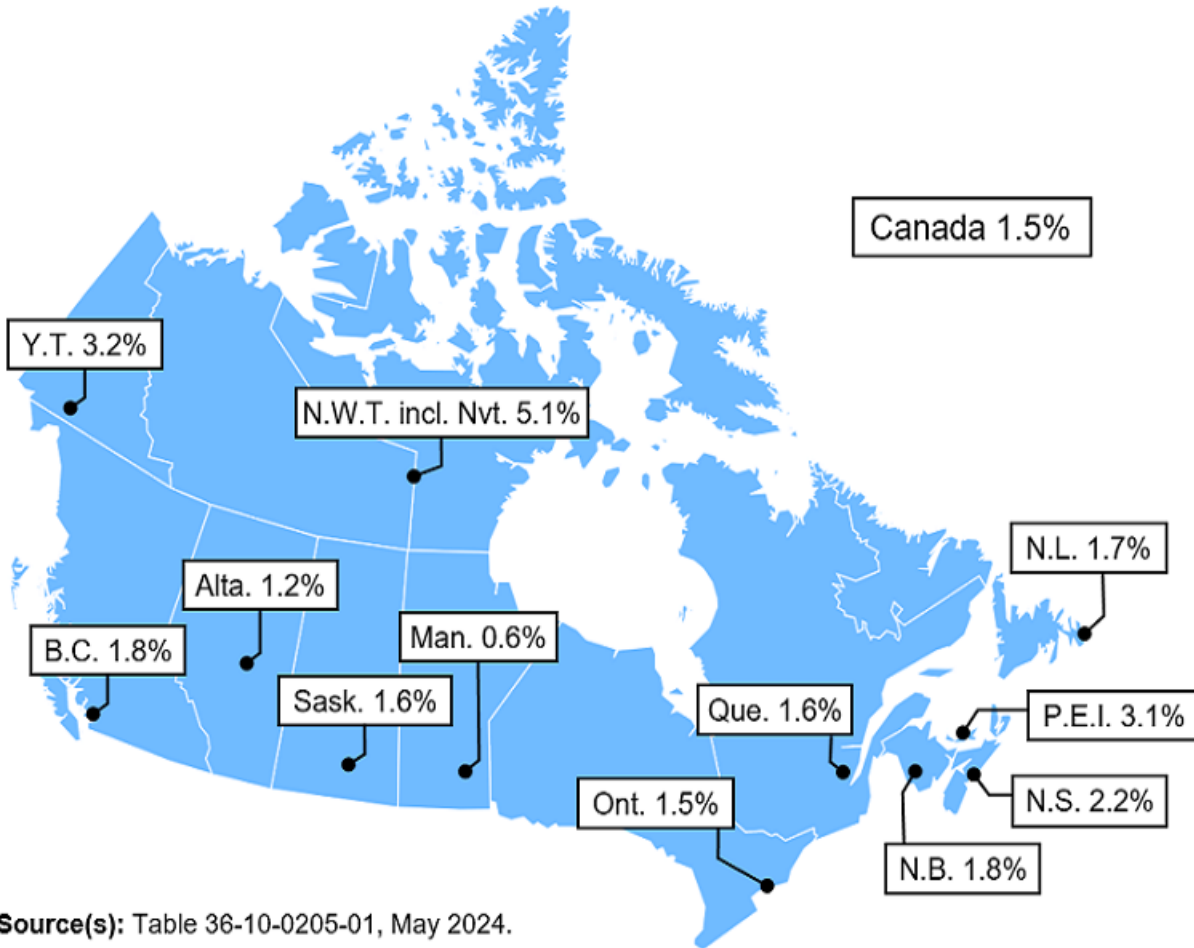 Canada 1.5%
Y.T. 3.2%
N.W.T. incl. Nvt. 5.1%
N.L. 1.7%
Alta. 1.2%
Man. 0.6%
B.C. 1.8%
Sask. 1.6%
Que. 1.6%
P.E.I. 3.1%
Ont. 1.5%
N.S. 2.2%
N.B. 1.8%
Source(s): Table 36-10-0205-01, May 2024.